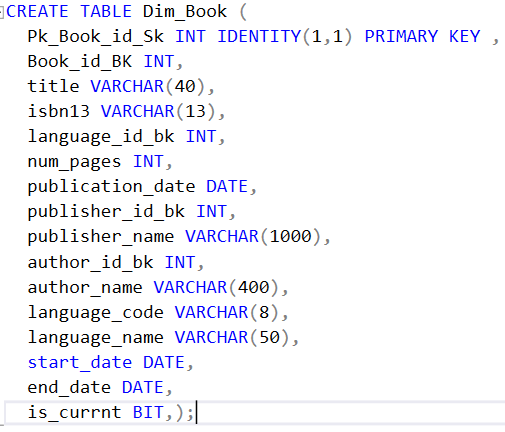 CREATE TABLE Dim_Book (
Pk_Book_id_Sk INT IDENTITY(1,1) PRIMARY KEY ,
Book_id_BK INT,
title VARCHAR(40),
isbn13 VARCHAR(13),
language_id_bk INT,
num_pages INT,
publication_date DATE,
publisher_id_bk INT,
publisher_name VARCHAR(1000),
author_id_bk INT,
author_name VARCHAR(400),
language_code VARCHAR(8),
language_name VARCHAR(50),
start_date DATE,
end_date DATE,
is_currnt BIT,);